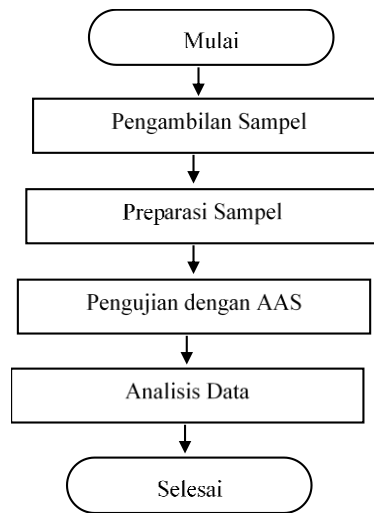 Mulai
Pengambilan Sampel
Preparasi Sampel
Pengujian dengan AAS
Analisis Data
Selesai